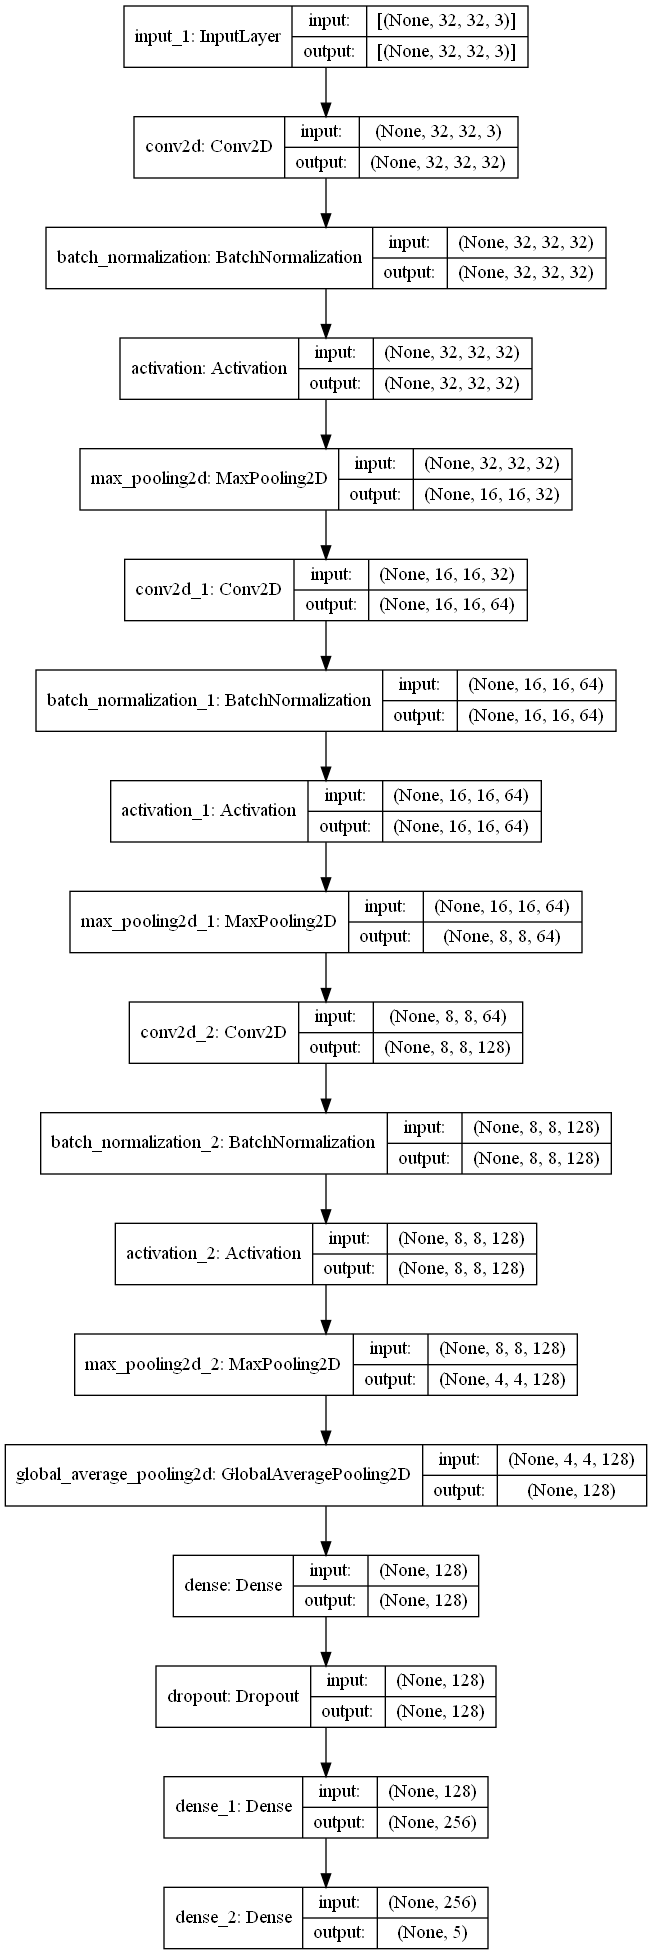 input_1: InputLayer
input: [(None, 32, 32, 3)]
output: [(None, 32, 32, 3)]
conv2d: Conv2D
input: (None, 32, 32, 3)
output: (None, 32, 32, 32)
batch_normalization: BatchNormalization
input: (None, 32, 32, 32)
output: (None, 32, 32, 32)
activation: Activation
input: (None, 32, 32, 32)
output: (None, 32, 32, 32)
max_pooling2d: MaxPooling2D
input: (None, 32, 32, 32)
output: (None, 16, 16, 32)
conv2d_1: Conv2D
input: (None, 16, 16, 32)
output: (None, 16, 16, 64)
batch_normalization_1: BatchNormalization
input: (None, 16, 16, 64)
output: (None, 16, 16, 64)
activation_1: Activation
input: (None, 16, 16, 64)
output: (None, 16, 16, 64)
max_pooling2d_1: MaxPooling2D
input: (None, 16, 16, 64)
output: (None, 8, 8, 64)
conv2d_2: Conv2D
input: (None, 8, 8, 64)
output: (None, 8, 8, 128)
batch_normalization_2: BatchNormalization
input: (None, 8, 8, 128)
output: (None, 8, 8, 128)
activation_2: Activation
input: (None, 8, 8, 128)
output: (None, 8, 8, 128)
max_pooling2d_2: MaxPooling2D
input: (None, 8, 8, 128)
output: (None, 4, 4, 128)
global_average_pooling2d: GlobalAveragePooling2D
input: (None, 4, 4, 128)
output: (None, 128)
dense: Dense
input: (None, 128)
output: (None, 128)
dropout: Dropout
input: (None, 128)
output: (None, 128)
dense_1: Dense
input: (None, 128)
output: (None, 256)
dense_2: Dense
input: (None, 256)
output: (None, 5)